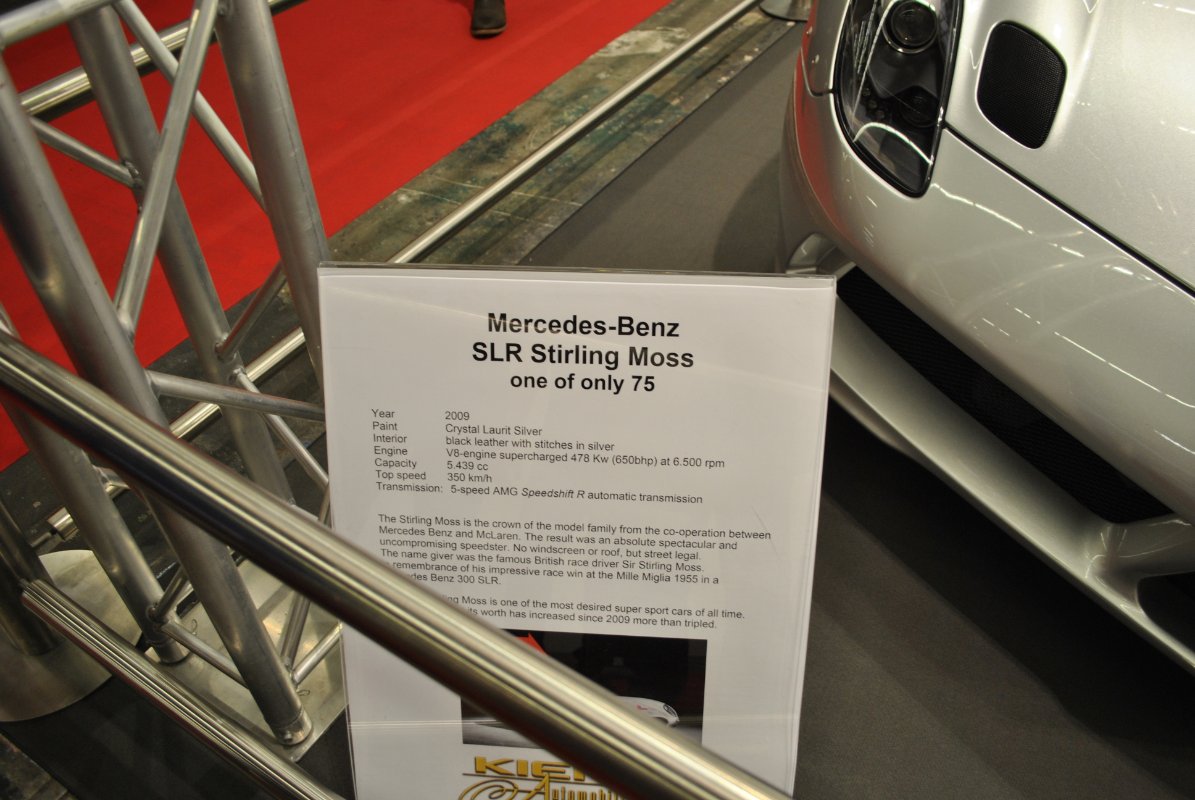 Mercedes-Benz
SLR Stirling Moss
one of only 75
Year 2009
Paint Crystal Laurit Silver
Interior black leather with stitches in silver
Engine V8-engine supercharged 478 Kw (650bhp) at 6.500 rpm
Capacity 5.439 cc
Top speed 350 km/h
Transmission: 5-speed AMG Speedshift R automatic transmission
The Stirling Moss is the crown of the model family from the co-operation between
Mercedes Benz and McLaren. The result was an absolute spectacular and
uncompromising speedster. No windscreen or roof, but street legal.
The name giver was the famous British race driver Sir Stirling Moss.
remembrance of his impressive race win at the Mille Miglia 1955 in a
Benz 300 SLR.
Moss is one of the most desired super sport cars of all time.
its worth has increased since 2009 more than tripled.